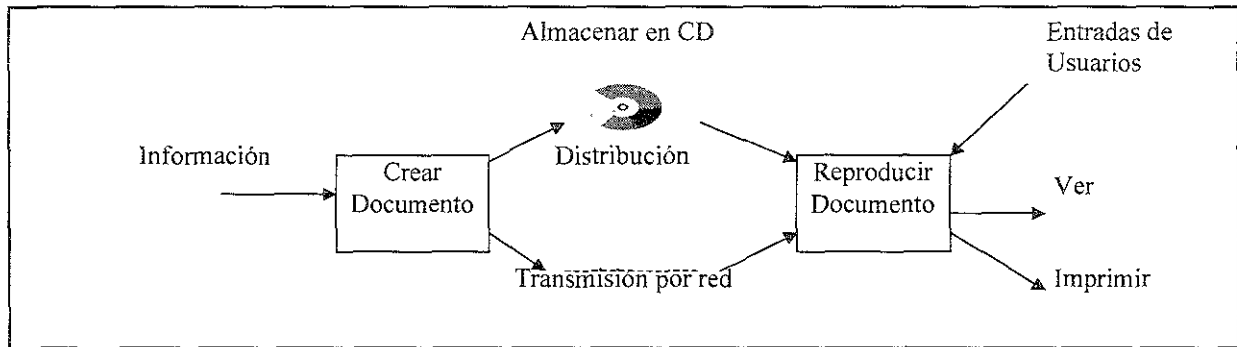 Almacenar en CD
Entradas de
Usuarios
Información
Distribución
Crear
Documento
Reproducir
Documento
Ver
Transmisión por red
Imprimir